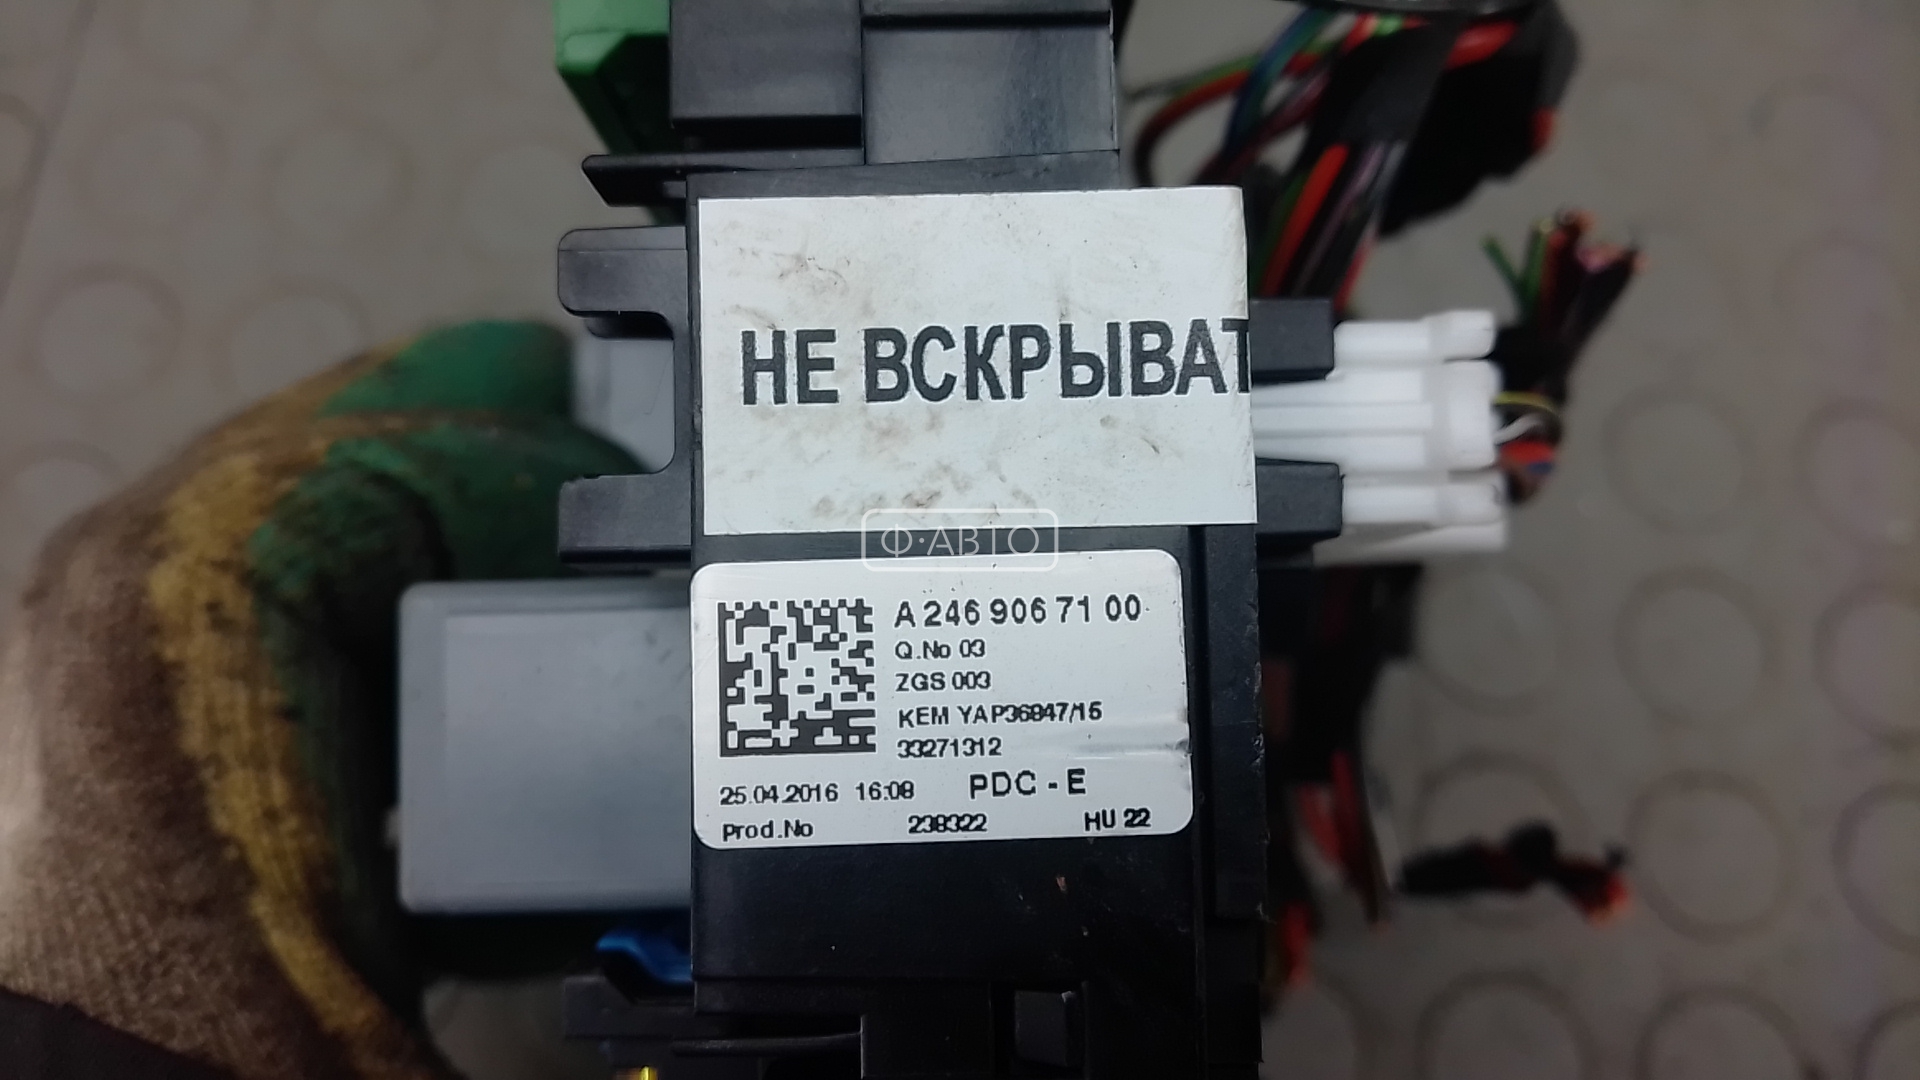 НЕ ВСКРЫВАТ
Ф·АВТО
A 246 906 71 00
Q.No 03
ZGS 003
KEM YAP36847/15
33271312
25.04.2016 16:08 PDC - E
Prod.No 238322 HU 22